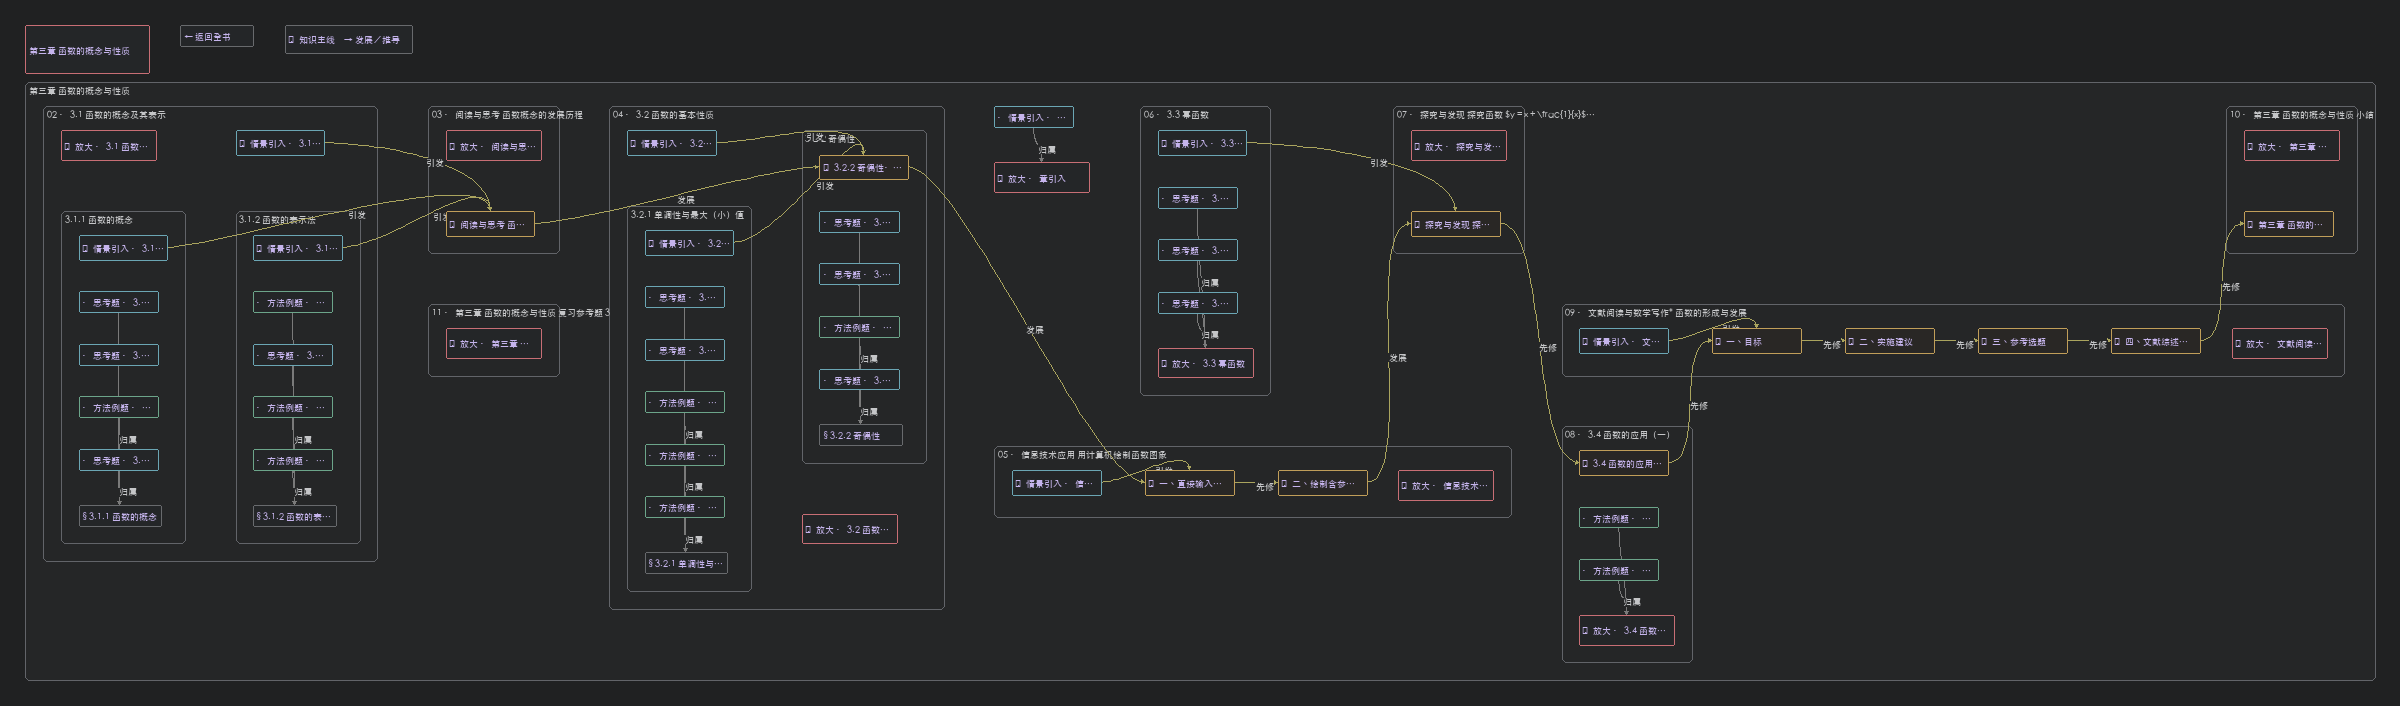 第三章 函数的概念与性质
← 返回全书
知识主线 → 发展／推导
第三章 函数的概念与性质
02 · 3.1 函数的概念及其表示
放大 · 3.1 函数…
情景引入 · 3.1…
3.1.1 函数的概念
情景引入 · 3.1…
· 思考题 · 3.…
· 思考题 · 3.…
· 方法例题 · …
归属
· 思考题 · 3.…
归属
§ 3.1.1 函数的概念
3.1.2 函数的表示法
引发
情景引入 · 3.1…
· 方法例题 · …
· 思考题 · 3.…
· 方法例题 · …
归属
· 方法例题 · …
归属
§ 3.1.2 函数的表…
03 · 阅读与思考 函数概念的发展历程
放大 · 阅读与思…
引发
引发
阅读与思考 函…
11 · 第三章 函数的概念与性质 复习参考题 3
放大 · 第三章 …
04 · 3.2 函数的基本性质
情景引入 · 3.2…
发展
3.2.1 单调性与最大（小）值
情景引入 · 3.2…
· 思考题 · 3.…
· 思考题 · 3.…
· 方法例题 · …
归属
· 方法例题 · …
归属
· 方法例题 · …
归属
§ 3.2.1 单调性与…
引发
奇偶性
3.2.2 奇偶性 · …
引发
· 思考题 · 3.…
· 思考题 · 3.…
· 方法例题 · …
归属
· 思考题 · 3.…
归属
§ 3.2.2 奇偶性
放大 · 3.2 函数…
· 情景引入 · …
归属
放大 · 章引入
发展
05 · 信息技术应用 用计算机绘制函数图象
情景引入 · 信…
引发
一、直接输入…
先修
二、绘制含参…
放大 · 信息技术…
06 · 3.3 幂函数
情景引入 · 3.3…
· 思考题 · 3.…
· 思考题 · 3.…
归属
· 思考题 · 3.…
归属
放大 · 3.3 幂函数
引发
07 · 探究与发现 探究函数 $y = x + \frac{1}{x}$…
放大 · 探究与发…
探究与发现 探…
发展
先修
08 · 3.4 函数的应用（一）
3.4 函数的应用…
· 方法例题 · …
· 方法例题 · …
归属
放大 · 3.4 函数…
先修
09 · 文献阅读与数学写作* 函数的形成与发展
情景引入 · 文…
引发
一、目标
先修
二、实施建议
先修
三、参考选题
先修
四、文献综述…
放大 · 文献阅读…
先修
10 · 第三章 函数的概念与性质 小结
放大 · 第三章 …
第三章 函数的…